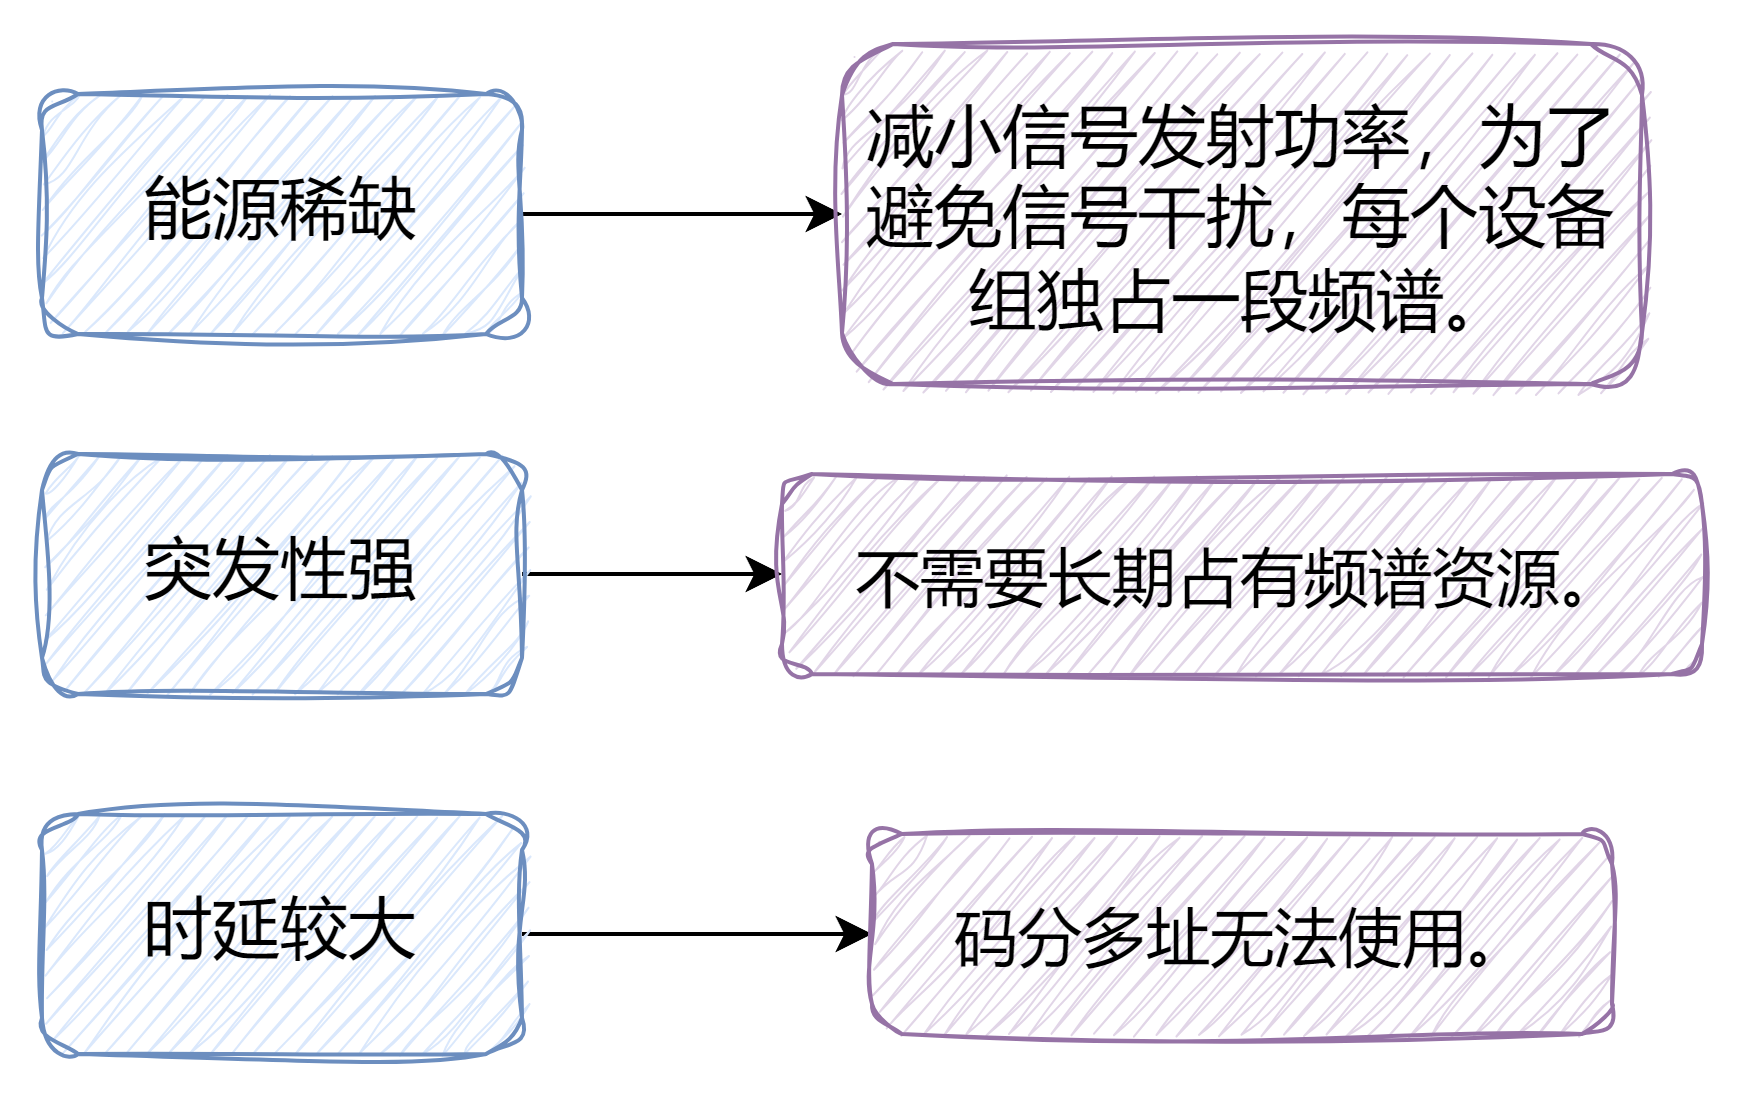 能源稀缺
减小信号发射功率，为了
避免信号干扰，每个设备
组独占一段频谱。
突发性强
不需要长期占有频谱资源。
时延较大
码分多址无法使用。